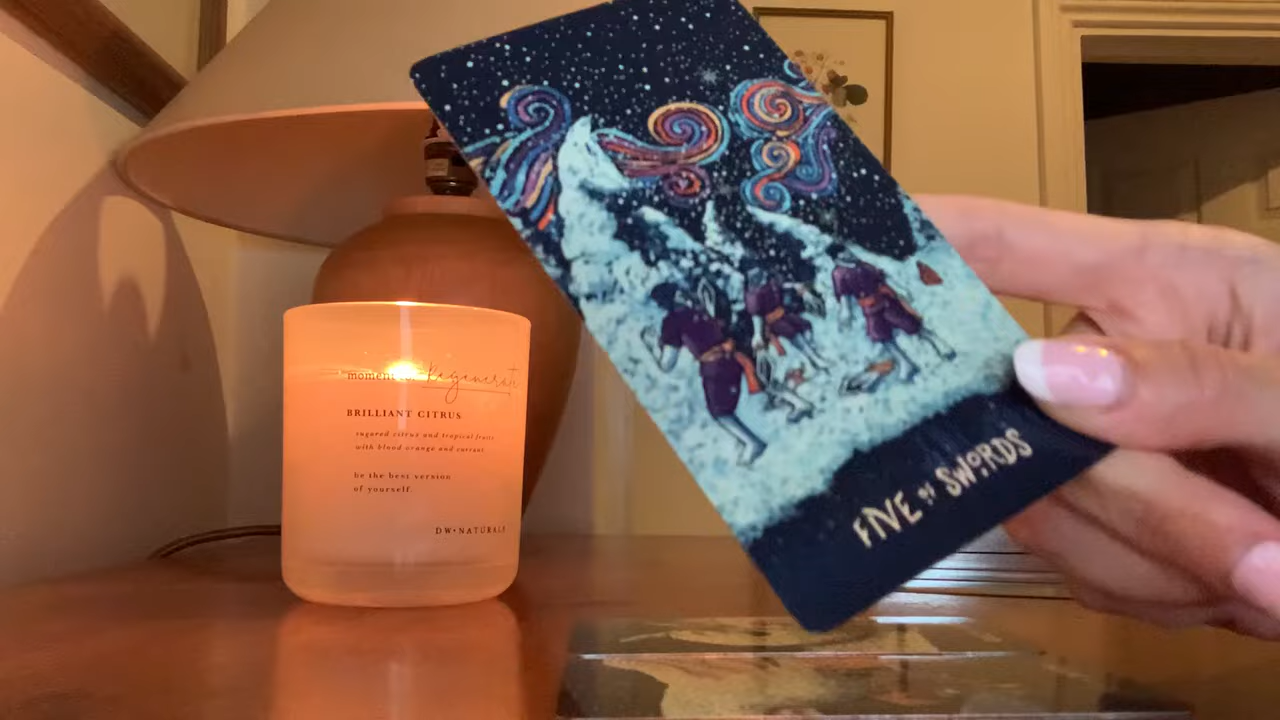 moment Regenerate
BRILLIANT CITRUS
sugared citrus and tropical fruits
with blood orange and currant
be the best version
of yourself.
DW•NATURALS
FIVE OF SWORDS